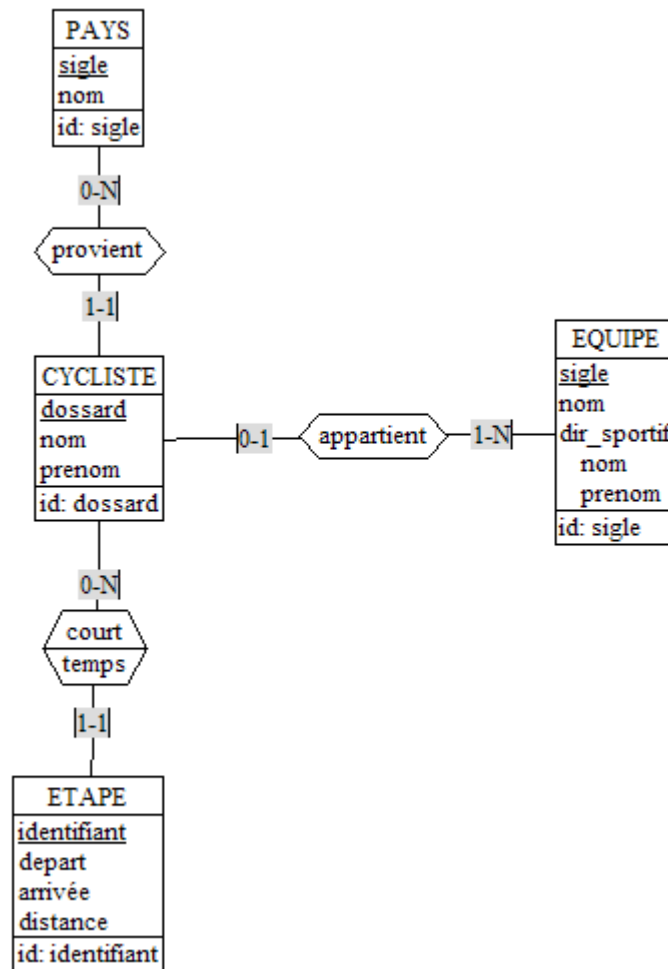 PAYS
sigle
nom
id: sigle
0-N
provient
1-1
CYCLISTE
dossard
nom
prenom
id: dossard
0-1
appartient
1-N
EQUIPE
sigle
nom
dir_sportif
nom
prenom
id: sigle
0-N
court
temps
1-1
ETAPE
identifiant
depart
arrivée
distance
id: identifiant